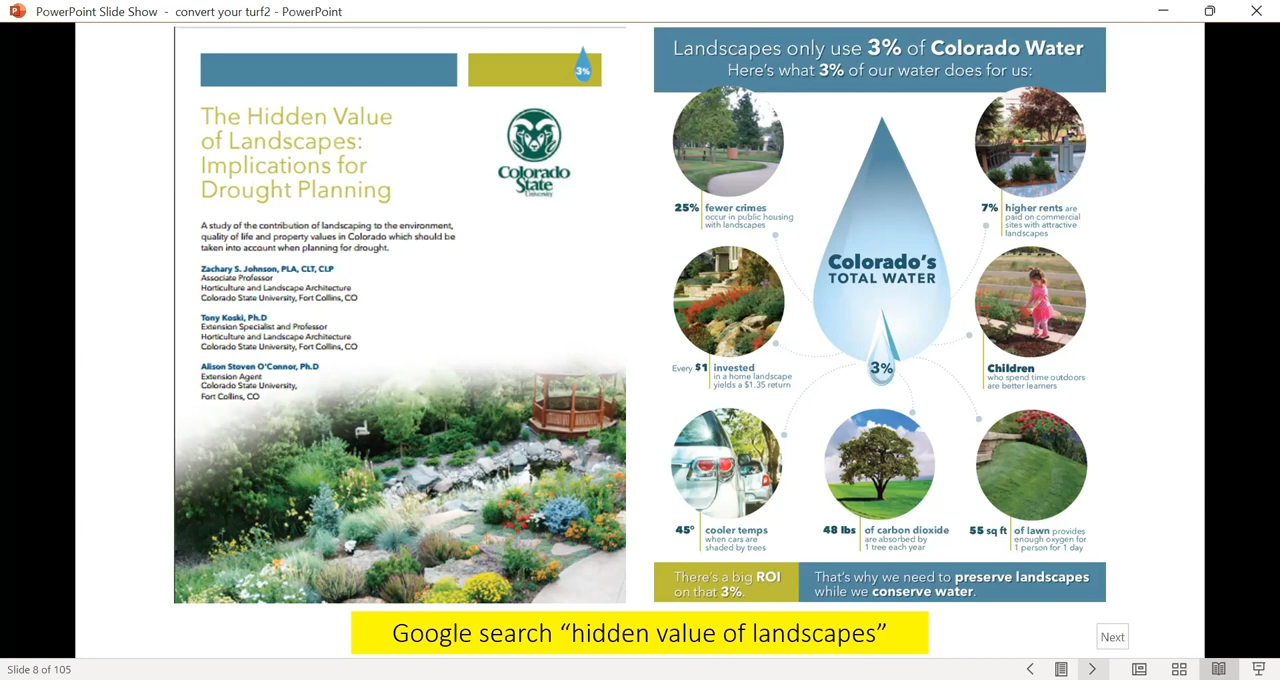 PowerPoint Slide Show - convert your turf2 - PowerPoint
3%
The Hidden Value
of Landscapes:
Implications for
Drought Planning
Colorado
State
University
A study of the contribution of landscaping to the environment,
quality of life and property values in Colorado which should be
taken into account when planning for drought.
Zachary S. Johnson, PLA, CLT, CLP
Associate Professor
Horticulture and Landscape Architecture
Colorado State University, Fort Collins, CO
Tony Koski, Ph.D
Extension Specialist and Professor
Horticulture and Landscape Architecture
Colorado State University, Fort Collins, CO
Alison Stoven O'Connor, Ph.D
Extension Agent
Colorado State University,
Fort Collins, CO
Landscapes only use 3% of Colorado Water
Here's what 3% of our water does for us:
25% fewer crimes
occur in public housing
with landscapes
7% higher rents are
paid on commercial
sites with attractive
landscapes
Colorado's
TOTAL WATER
3%
Every $1 invested
in a home landscape
yields a $1.35 return
Children
who spend time outdoors
are better learners
45° cooler temps
when cars are
shaded by trees
48 lbs of carbon dioxide
are absorbed by
1 tree each year
55 sq ft of lawn provides
enough oxygen for
1 person for 1 day
There's a big ROI
on that 3%.
That's why we need to preserve landscapes
while we conserve water.
Google search “hidden value of landscapes”
Next
Slide 8 of 105